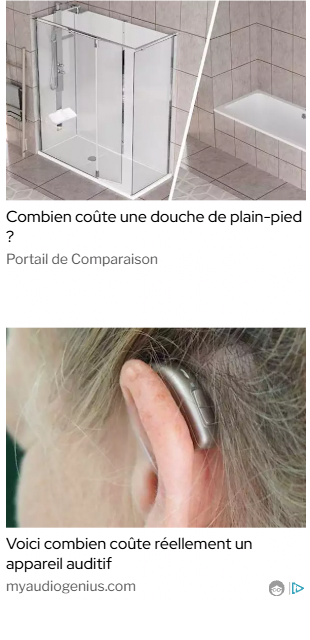 Combien coûte une douche de plain-pied
?
Portail de Comparaison
Voici combien coûte réellement un
appareil auditif
myaudiogenius.com